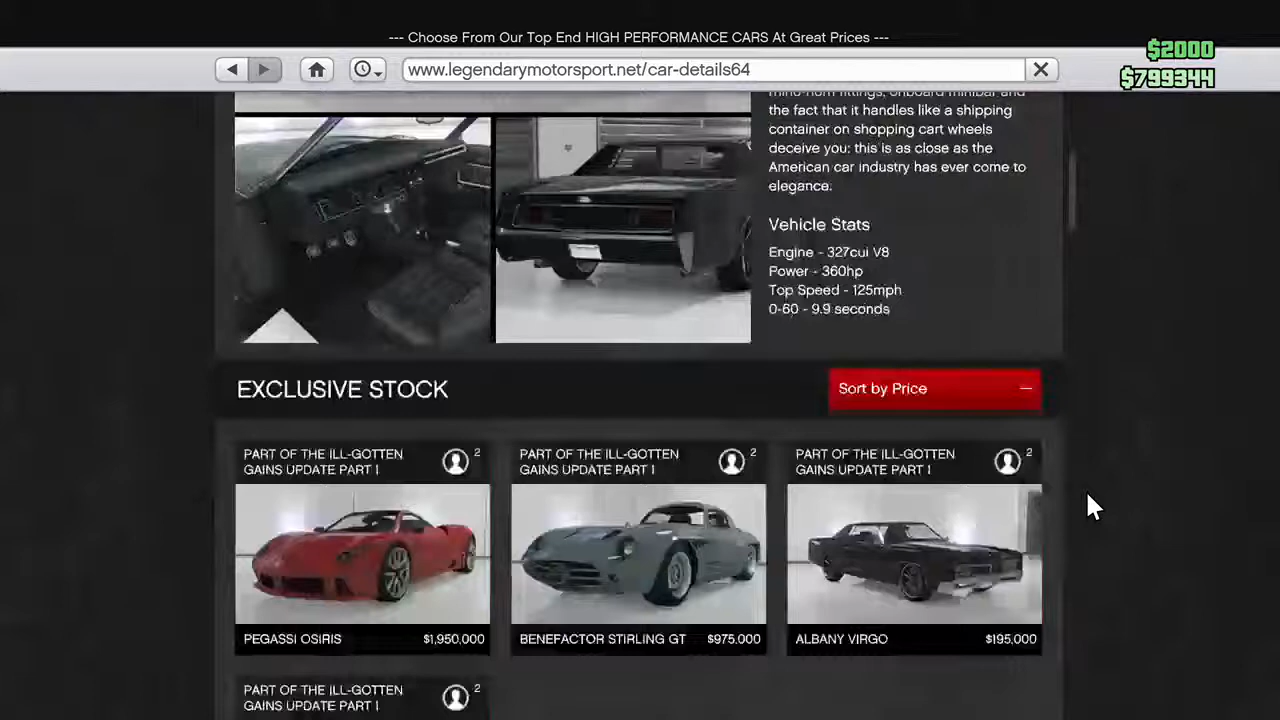 --- Choose From Our Top End HIGH PERFORMANCE CARS At Great Prices ---
$2000
www.legendarymotorsport.net/car-details64
$799344
the fact that it handles like a shipping
container on shopping cart wheels
deceive you: this is as close as the
American car industry has ever come to
elegance.
Vehicle Stats
Engine - 327cui V8
Power - 360hp
Top Speed - 125mph
0-60 - 9.9 seconds
EXCLUSIVE STOCK
Sort by Price
PART OF THE ILL-GOTTEN
GAINS UPDATE PART I
2
PART OF THE ILL-GOTTEN
GAINS UPDATE PART I
2
PART OF THE ILL-GOTTEN
GAINS UPDATE PART I
2
PEGASSI OSIRIS $1,950,000
BENEFACTOR STIRLING GT $975,000
ALBANY VIRGO $195,000
PART OF THE ILL-GOTTEN
GAINS UPDATE PART I
2